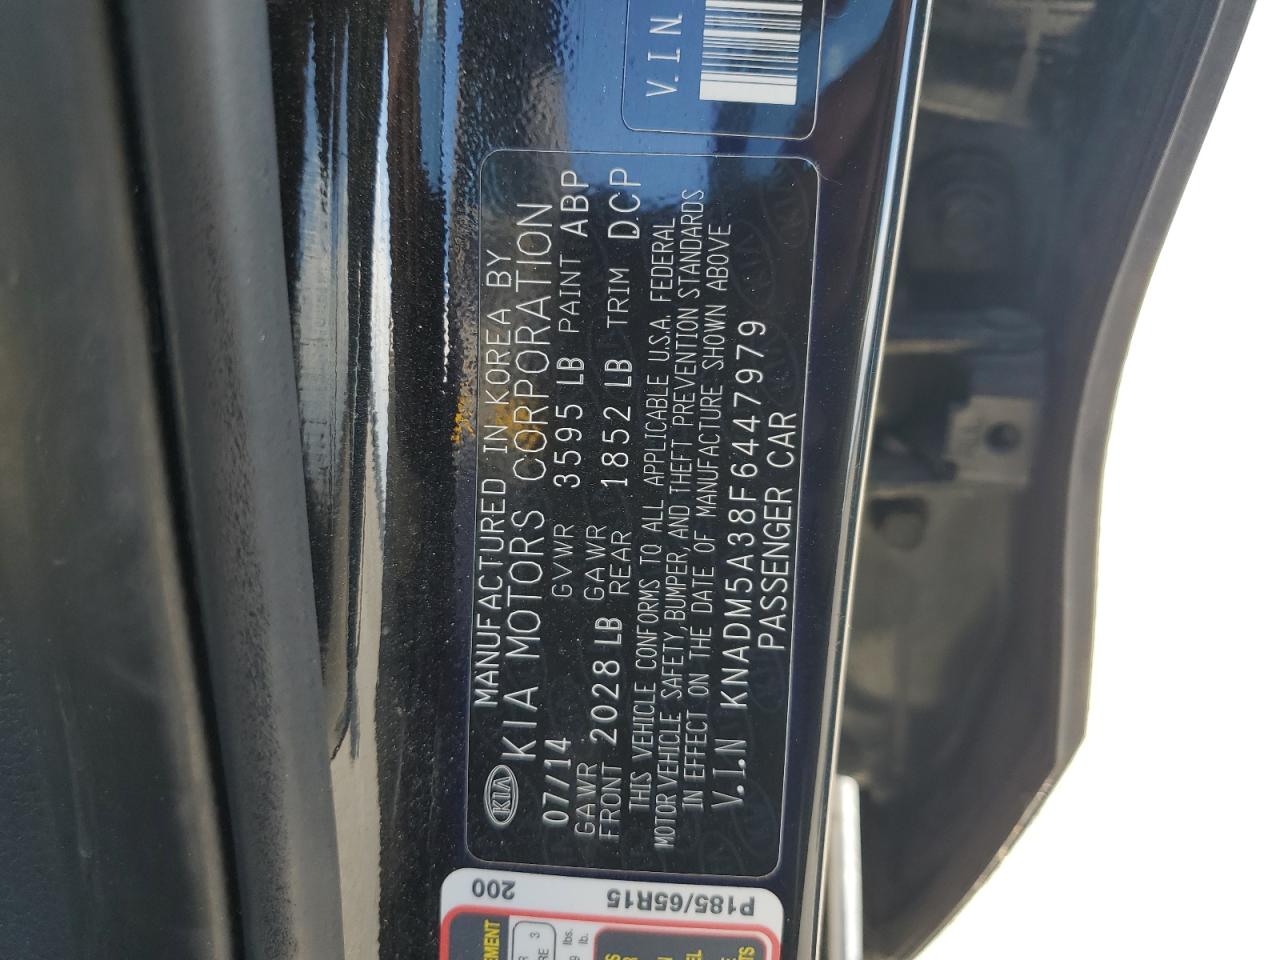 V.I.N.
KIA
MANUFACTURED IN KOREA BY
KIA MOTORS CORPORATION
07/14 GVWR 3595 LB PAINT ABP
GAWR FRONT 2028 LB GAWR REAR 1852 LB TRIM DCP
THIS VEHICLE CONFORMS TO ALL APPLICABLE U.S.A. FEDERAL
MOTOR VEHICLE SAFETY, BUMPER, AND THEFT PREVENTION STANDARDS
IN EFFECT ON THE DATE OF MANUFACTURE SHOWN ABOVE.
V.I.N KNADM5A38F6447979
PASSENGER CAR
P185/65R15
200